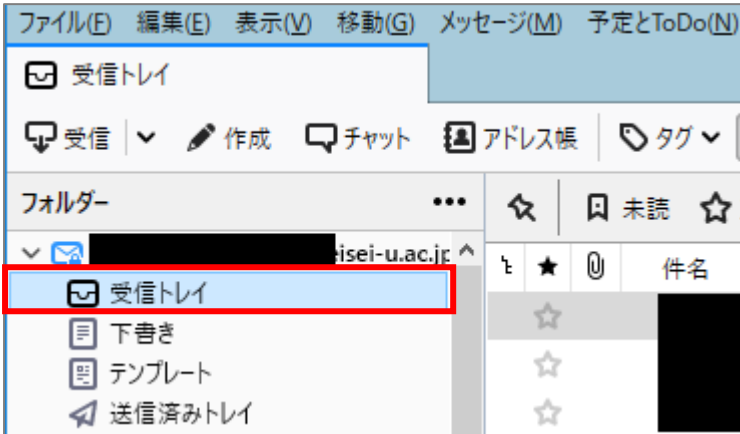 ファイル(F) 編集(E) 表示(V) 移動(G) メッセージ(M) 予定とToDo(N)
受信トレイ
受信 作成 チャット アドレス帳 タグ
フォルダー ••• 未読
eisei-u.ac.jp
件名
受信トレイ
下書き
テンプレート
送信済みトレイ